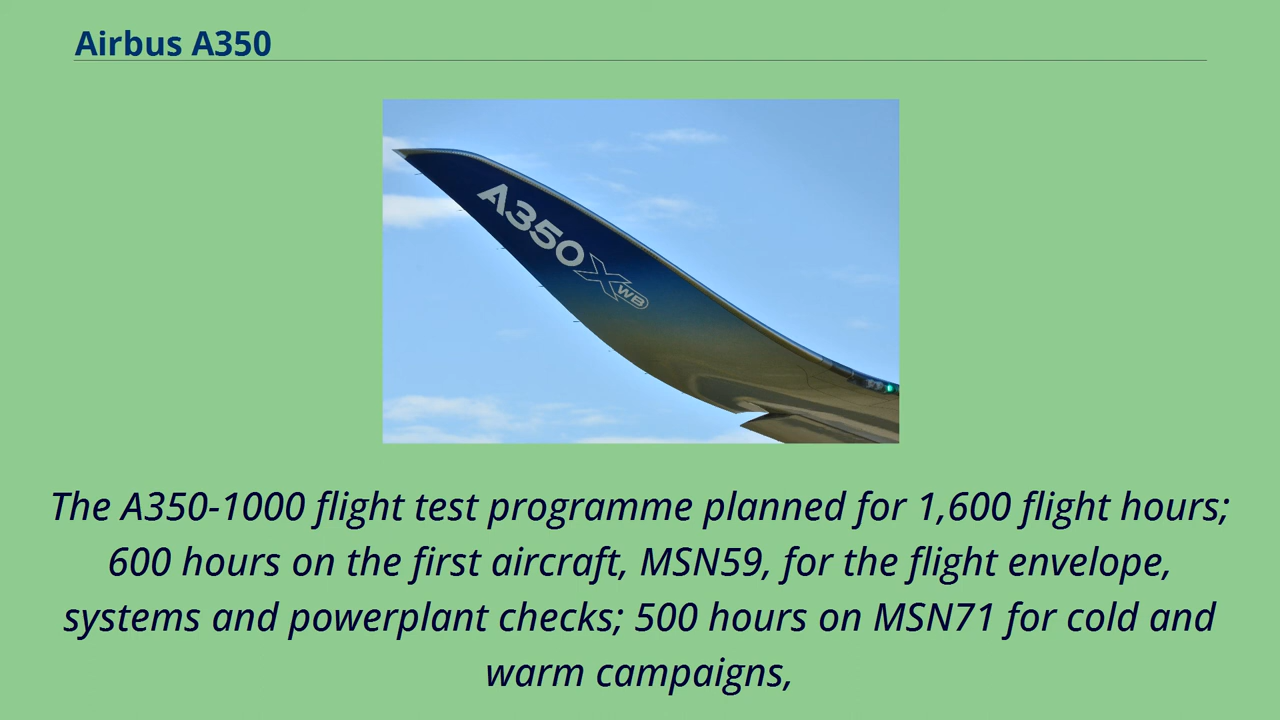 Airbus A350
A350 XWB
The A350-1000 flight test programme planned for 1,600 flight hours;
600 hours on the first aircraft, MSN59, for the flight envelope,
systems and powerplant checks; 500 hours on MSN71 for cold and
warm campaigns,